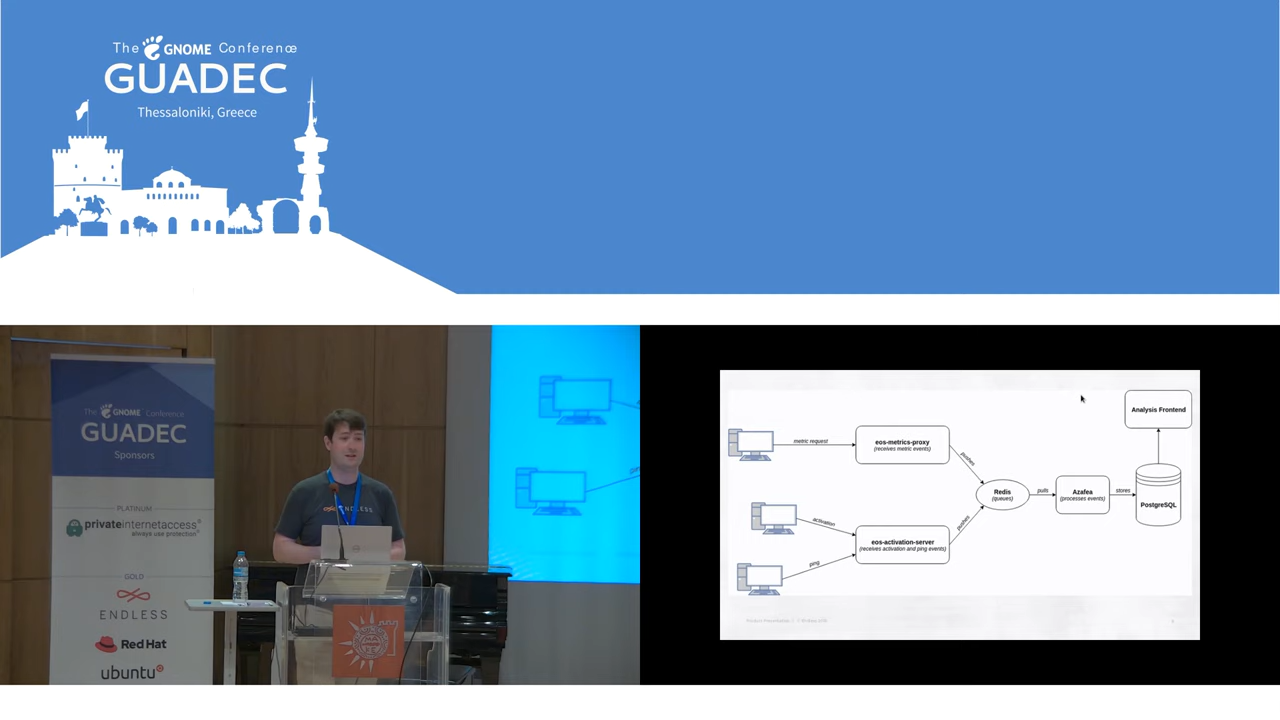 The GNOME Conference
GUADEC
Thessaloniki, Greece
The GNOME Conference
GUADEC
Sponsors
PLATINUM
privateinternetaccess®
always use protection®
GOLD
ENDLESS
Red Hat
ubuntu®
ENDLESS
metric request
eos-metrics-proxy
(receives metric events)
pushes
Analysis Frontend
Redis
(queues)
pulls
Azafea
(processes events)
stores
PostgreSQL
activation
ping
eos-activation-server
(receives activation and ping events)
pushes